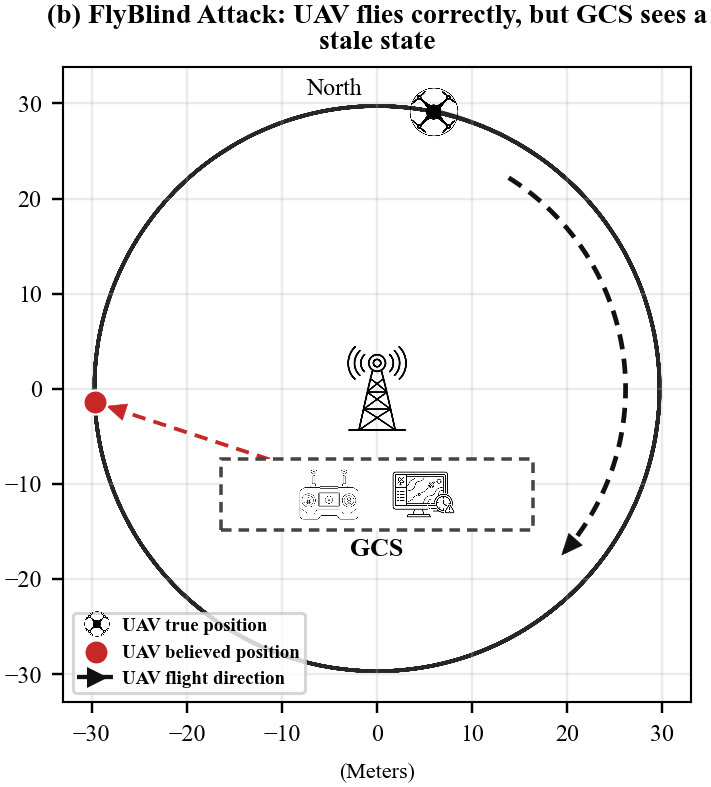 (b) FlyBlind Attack: UAV flies correctly, but GCS sees a
stale state
North
30
20
10
0
−10
−20
−30
GCS
UAV true position
UAV believed position
UAV flight direction
−30 −20 −10 0 10 20 30
(Meters)